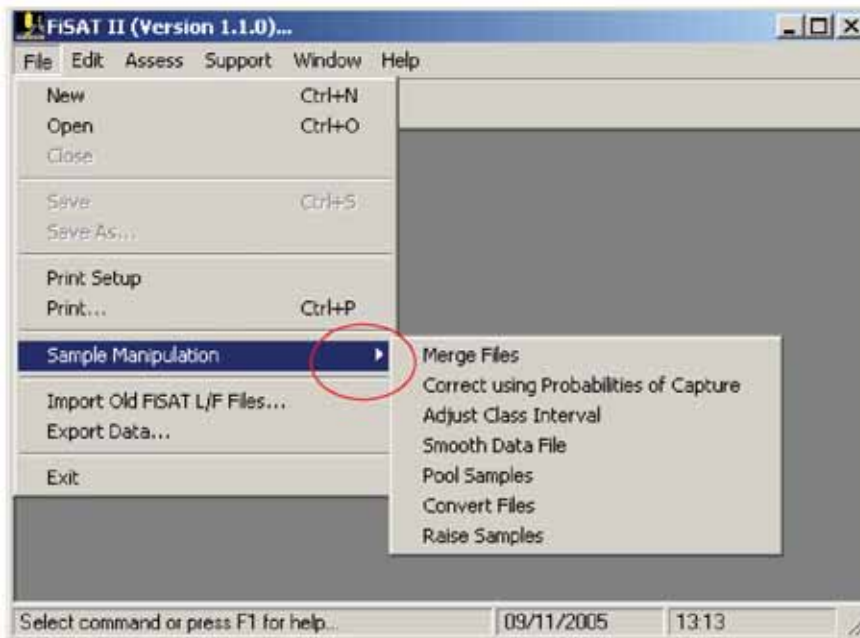 FiSAT II (Version 1.1.0)...
File Edit Assess Support Window Help
New Ctrl+N
Open Ctrl+O
Close
Save Ctrl+S
Save As...
Print Setup
Print... Ctrl+P
Sample Manipulation
Import Old FiSAT L/F Files...
Export Data...
Exit
Merge Files
Correct using Probabilities of Capture
Adjust Class Interval
Smooth Data File
Pool Samples
Convert Files
Raise Samples
Select command or press F1 for help... 09/11/2005 13:13